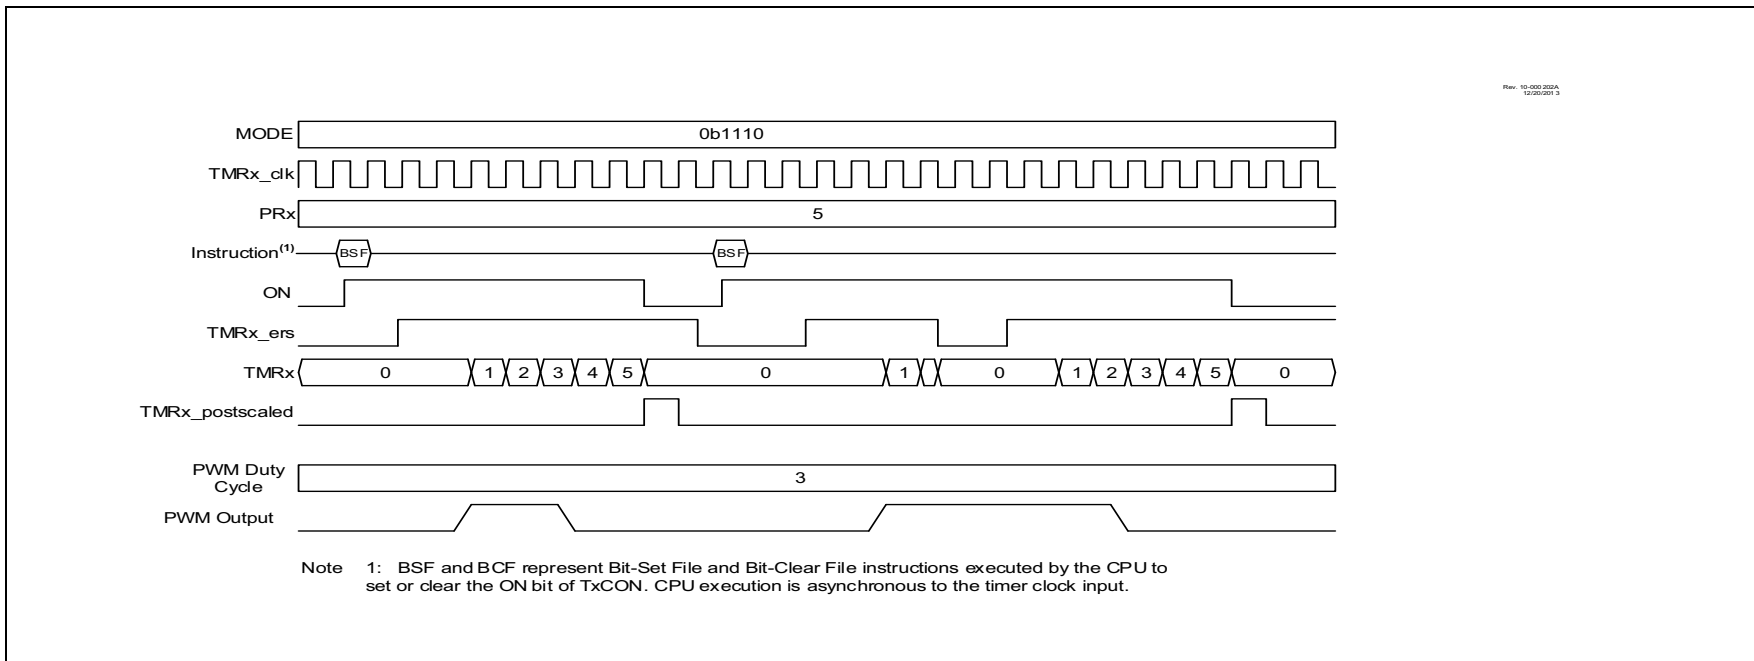 Rev. 10-000 202A
12/20/201 3
MODE 0b1110
TMRx_clk
PRx 5
Instruction(1) BSF BSF
ON
TMRx_ers
TMRx 0 1 2 3 4 5 0 1 0 1 2 3 4 5 0
TMRx_postscaled
PWM Duty
Cycle 3
PWM Output
Note 1: BSF and BCF represent Bit-Set File and Bit-Clear File instructions executed by the CPU to
set or clear the ON bit of TxCON. CPU execution is asynchronous to the timer clock input.